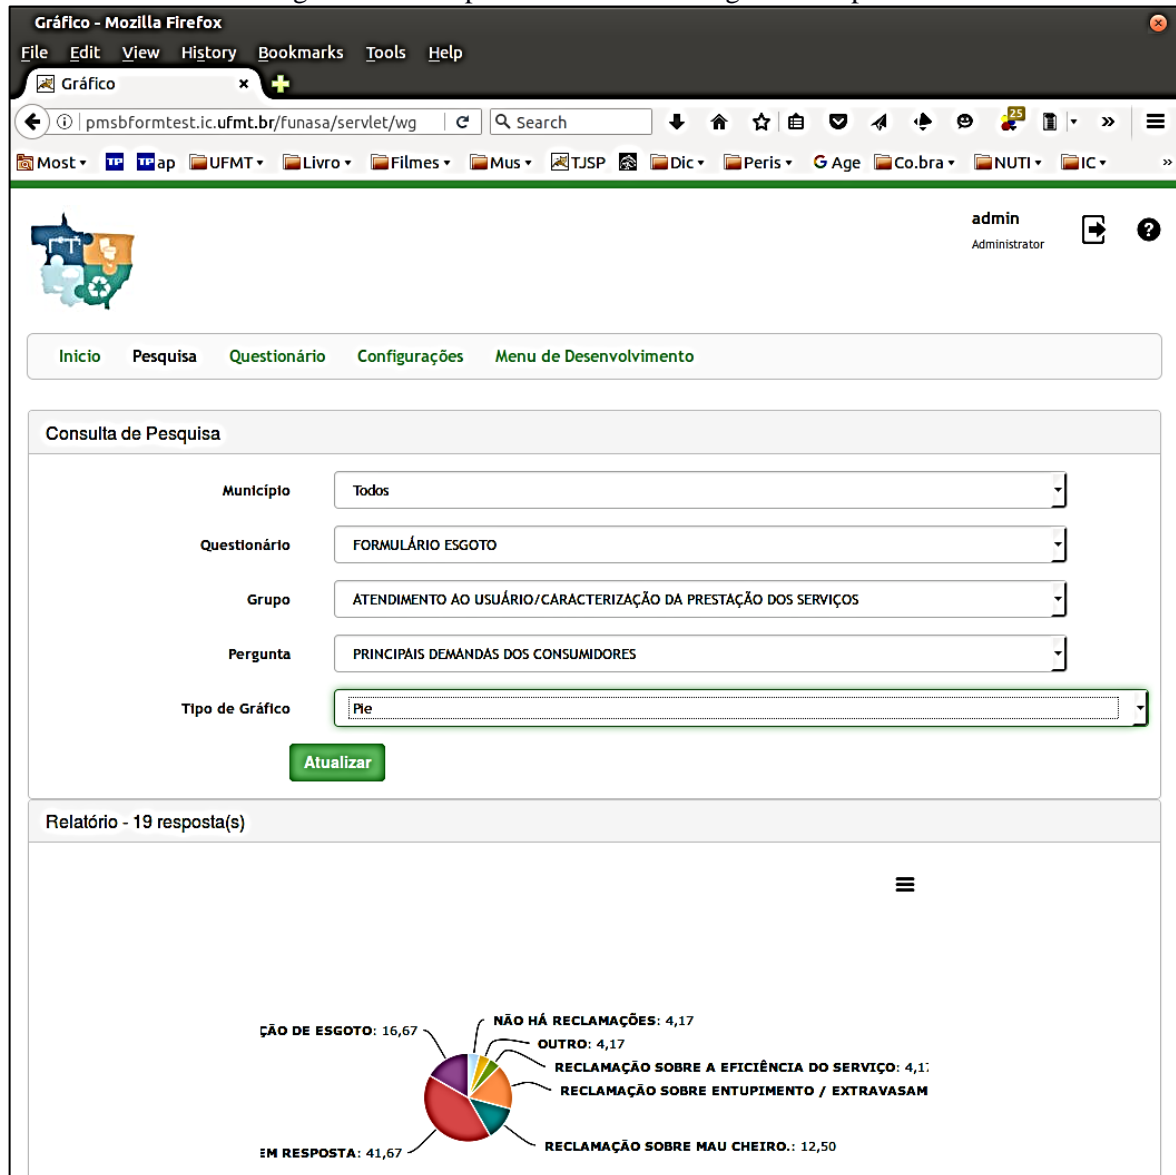 Gráfico - Mozilla Firefox
File Edit View History Bookmarks Tools Help
Gráfico
pmsbformtest.ic.ufmt.br/funasa/servlet/wg Search 25
Most TP TP ap UFMT Livro Filmes Mus TJSP Dic Peris G Age Co.bra NUTI IC
admin
Administrator
Inicio Pesquisa Questionário Configurações Menu de Desenvolvimento
Consulta de Pesquisa
Município Todos
Questionário FORMULÁRIO ESGOTO
Grupo ATENDIMENTO AO USUÁRIO/CARACTERIZAÇÃO DA PRESTAÇÃO DOS SERVIÇOS
Pergunta PRINCIPAIS DEMANDAS DOS CONSUMIDORES
Tipo de Gráfico Pie
Atualizar
Relatório - 19 resposta(s)
NÃO HÁ RECLAMAÇÕES: 4,17
ÇÃO DE ESGOTO: 16,67
OUTRO: 4,17
RECLAMAÇÃO SOBRE A EFICIÊNCIA DO SERVIÇO: 4,17
RECLAMAÇÃO SOBRE ENTUPIMENTO / EXTRAVASAM
RECLAMAÇÃO SOBRE MAU CHEIRO.: 12,50
EM RESPOSTA: 41,67